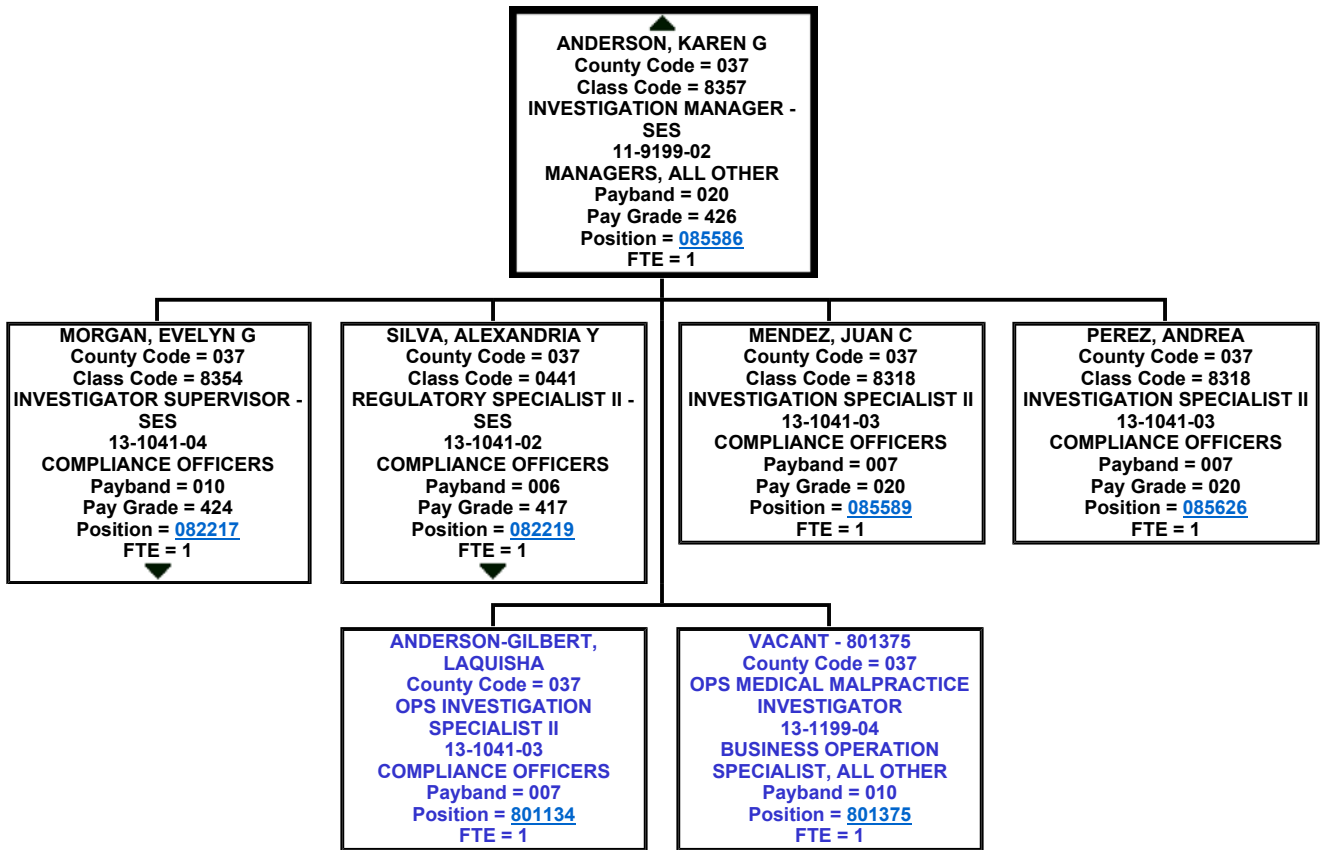 ANDERSON, KAREN G
County Code = 037
Class Code = 8357
INVESTIGATION MANAGER -
SES
11-9199-02
MANAGERS, ALL OTHER
Payband = 020
Pay Grade = 426
Position = 085586
FTE = 1
MORGAN, EVELYN G
County Code = 037
Class Code = 8354
INVESTIGATOR SUPERVISOR -
SES
13-1041-04
COMPLIANCE OFFICERS
Payband = 010
Pay Grade = 424
Position = 082217
FTE = 1
SILVA, ALEXANDRIA Y
County Code = 037
Class Code = 0441
REGULATORY SPECIALIST II -
SES
13-1041-02
COMPLIANCE OFFICERS
Payband = 006
Pay Grade = 417
Position = 082219
FTE = 1
MENDEZ, JUAN C
County Code = 037
Class Code = 8318
INVESTIGATION SPECIALIST II
13-1041-03
COMPLIANCE OFFICERS
Payband = 007
Pay Grade = 020
Position = 085589
FTE = 1
PEREZ, ANDREA
County Code = 037
Class Code = 8318
INVESTIGATION SPECIALIST II
13-1041-03
COMPLIANCE OFFICERS
Payband = 007
Pay Grade = 020
Position = 085626
FTE = 1
ANDERSON-GILBERT,
LAQUISHA
County Code = 037
OPS INVESTIGATION
SPECIALIST II
13-1041-03
COMPLIANCE OFFICERS
Payband = 007
Position = 801134
FTE = 1
VACANT - 801375
County Code = 037
OPS MEDICAL MALPRACTICE
INVESTIGATOR
13-1199-04
BUSINESS OPERATION
SPECIALIST, ALL OTHER
Payband = 010
Position = 801375
FTE = 1